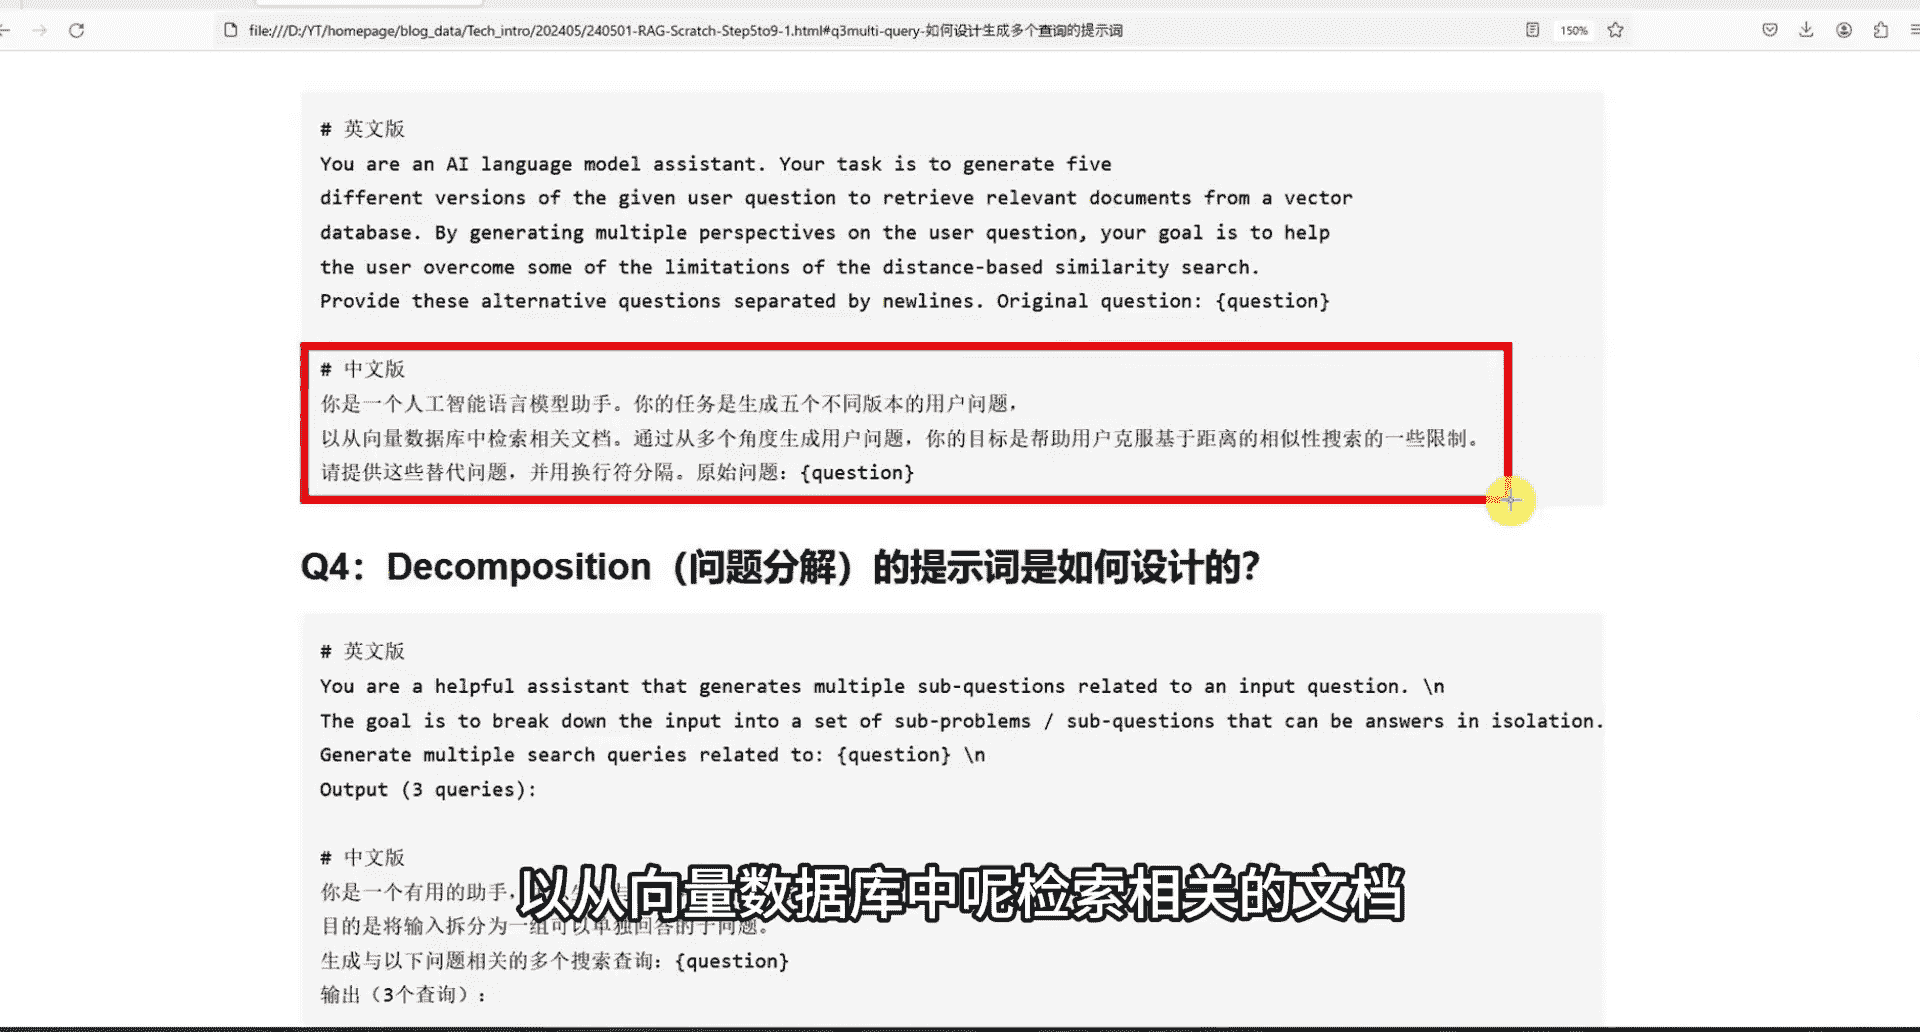 file:///D:/YT/homepage/blog_data/Tech_intro/202405/240501-RAG-Scratch-Step5to9-1.html#q3multi-query-如何设计生成多个查询的提示词
150%
# 英文版
You are an AI language model assistant. Your task is to generate five
different versions of the given user question to retrieve relevant documents from a vector
database. By generating multiple perspectives on the user question, your goal is to help
the user overcome some of the limitations of the distance-based similarity search.
Provide these alternative questions separated by newlines. Original question: {question}
# 中文版
你是一个人工智能语言模型助手。你的任务是生成五个不同版本的用户问题，
以从向量数据库中检索相关文档。通过从多个角度生成用户问题，你的目标是帮助用户克服基于距离的相似性搜索的一些限制。
请提供这些替代问题，并用换行符分隔。原始问题：{question}
Q4：Decomposition（问题分解）的提示词是如何设计的？
# 英文版
You are a helpful assistant that generates multiple sub-questions related to an input question. \n
The goal is to break down the input into a set of sub-problems / sub-questions that can be answers in isolation.
Generate multiple search queries related to: {question} \n
Output (3 queries):
# 中文版
你是一个有用的助手，
以从向量数据库中呢检索相关的文档
目的是将输入拆分为一组可以单独回答的子问题。
生成与以下问题相关的多个搜索查询：{question}
输出（3个查询）：